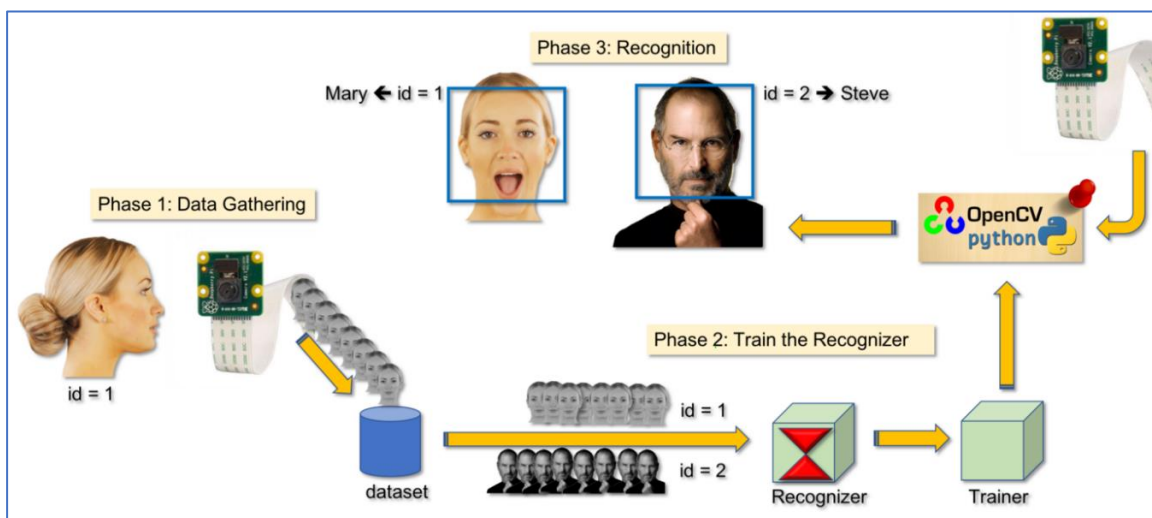 Phase 3: Recognition
Mary ← id = 1
id = 2 → Steve
Phase 1: Data Gathering
OpenCV
python
Phase 2: Train the Recognizer
id = 1
id = 1
id = 2
dataset
Recognizer
Trainer